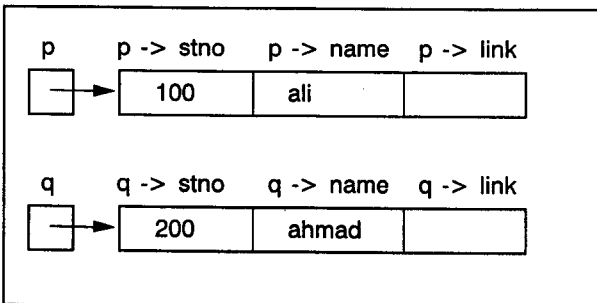 p p -> stno p -> name p -> link
100 ali
q q -> stno q -> name q -> link
200 ahmad